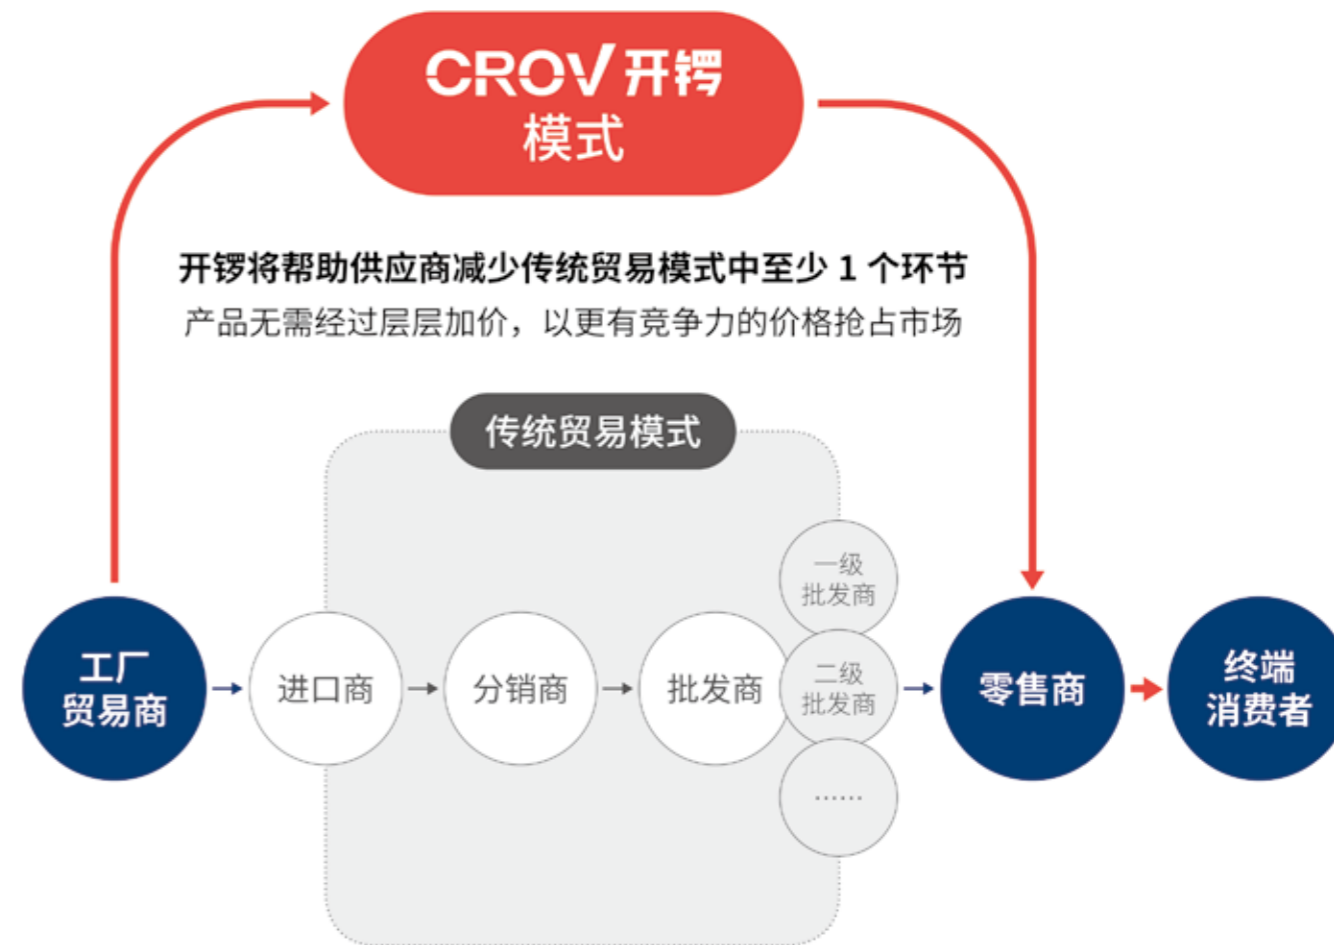 CROV开锣
模式
开锣将帮助供应商减少传统贸易模式中至少 1 个环节
产品无需经过层层加价，以更有竞争力的价格抢占市场
传统贸易模式
工厂
贸易商
进口商
分销商
批发商
一级
批发商
二级
批发商
……
零售商
终端
消费者